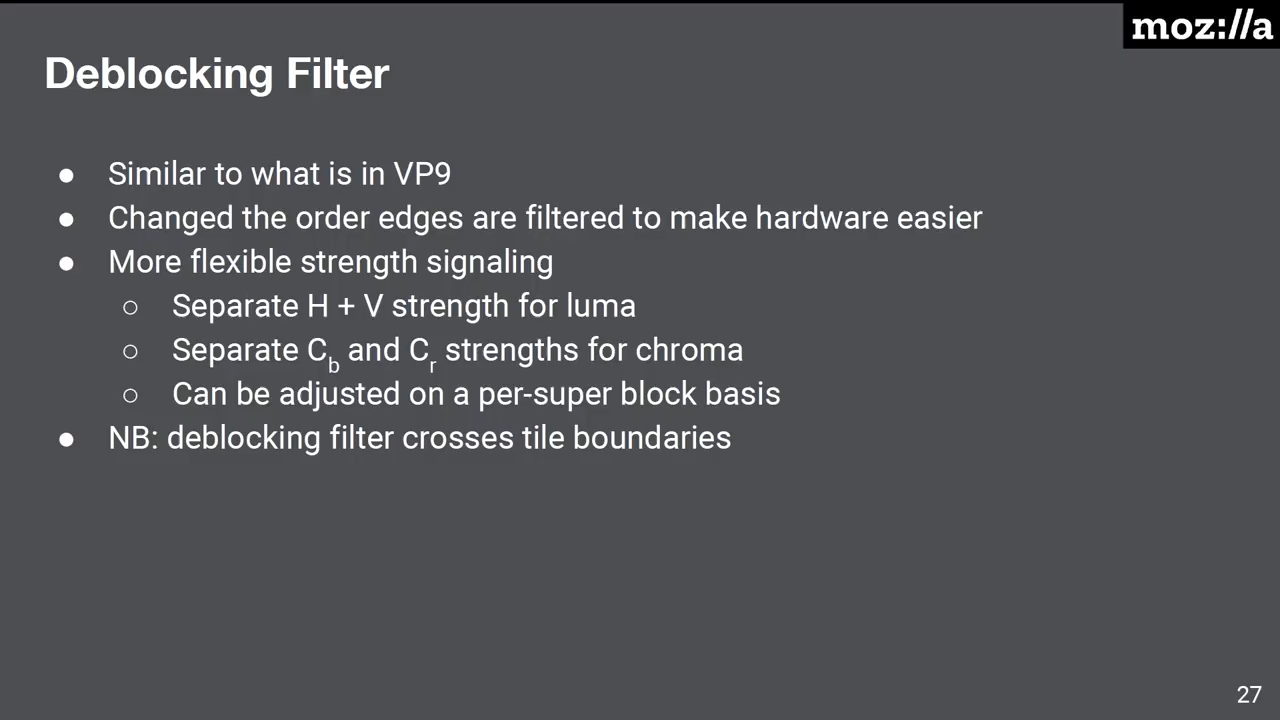 moz://a
Deblocking Filter
● Similar to what is in VP9
● Changed the order edges are filtered to make hardware easier
● More flexible strength signaling
○ Separate H + V strength for luma
○ Separate Cb and Cr strengths for chroma
○ Can be adjusted on a per-super block basis
● NB: deblocking filter crosses tile boundaries
27